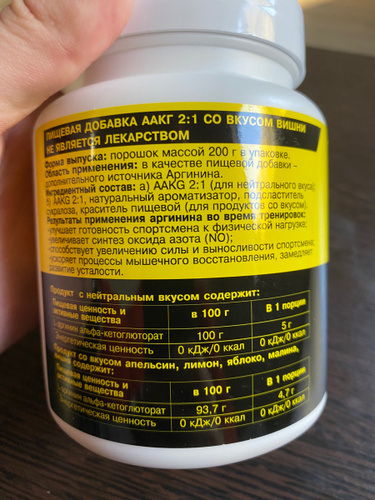 ПИЩЕВАЯ ДОБАВКА ААКГ 2:1 СО ВКУСОМ ВИШНИ
НЕ ЯВЛЯЕТСЯ ЛЕКАРСТВОМ
Форма выпуска: порошок массой 200 г в упаковке.
Область применения: в качестве пищевой добавки –
дополнительного источника Аргинина.
Ингредиентный состав: а) AAKG 2:1 (для нейтрального вкуса);
б) AAKG 2:1, натуральный ароматизатор, подсластитель
сукралоза, краситель пищевой (для продуктов со вкусом).
Результаты применения аргинина во время тренировок:
•улучшает готовность спортсмена к физической нагрузке;
•увеличивает синтез оксида азота (NO);
•способствует увеличению силы и выносливости спортсмена;
•ускоряет процессы мышечного восстановления, замедляет
развитие усталости.
Продукт с нейтральным вкусом содержит:
Пищевая ценность и
активные вещества
в 100 г
В 1 порции
L-аргинин альфа-кетоглюторат
100 г
5 г
Энергетическая ценность
0 кДж/0 ккал
0 кДж/0 ккал
Продукт со вкусом апельсин, лимон, яблоко, малина,
содержит:
Пищевая ценность и
активные вещества
в 100 г
В 1 порции
аргинин альфа-кетоглюторат
93,7 г
4,7 г
Энергетическая ценность
0 кДж/0 ккал
0 кДж/0 ккал